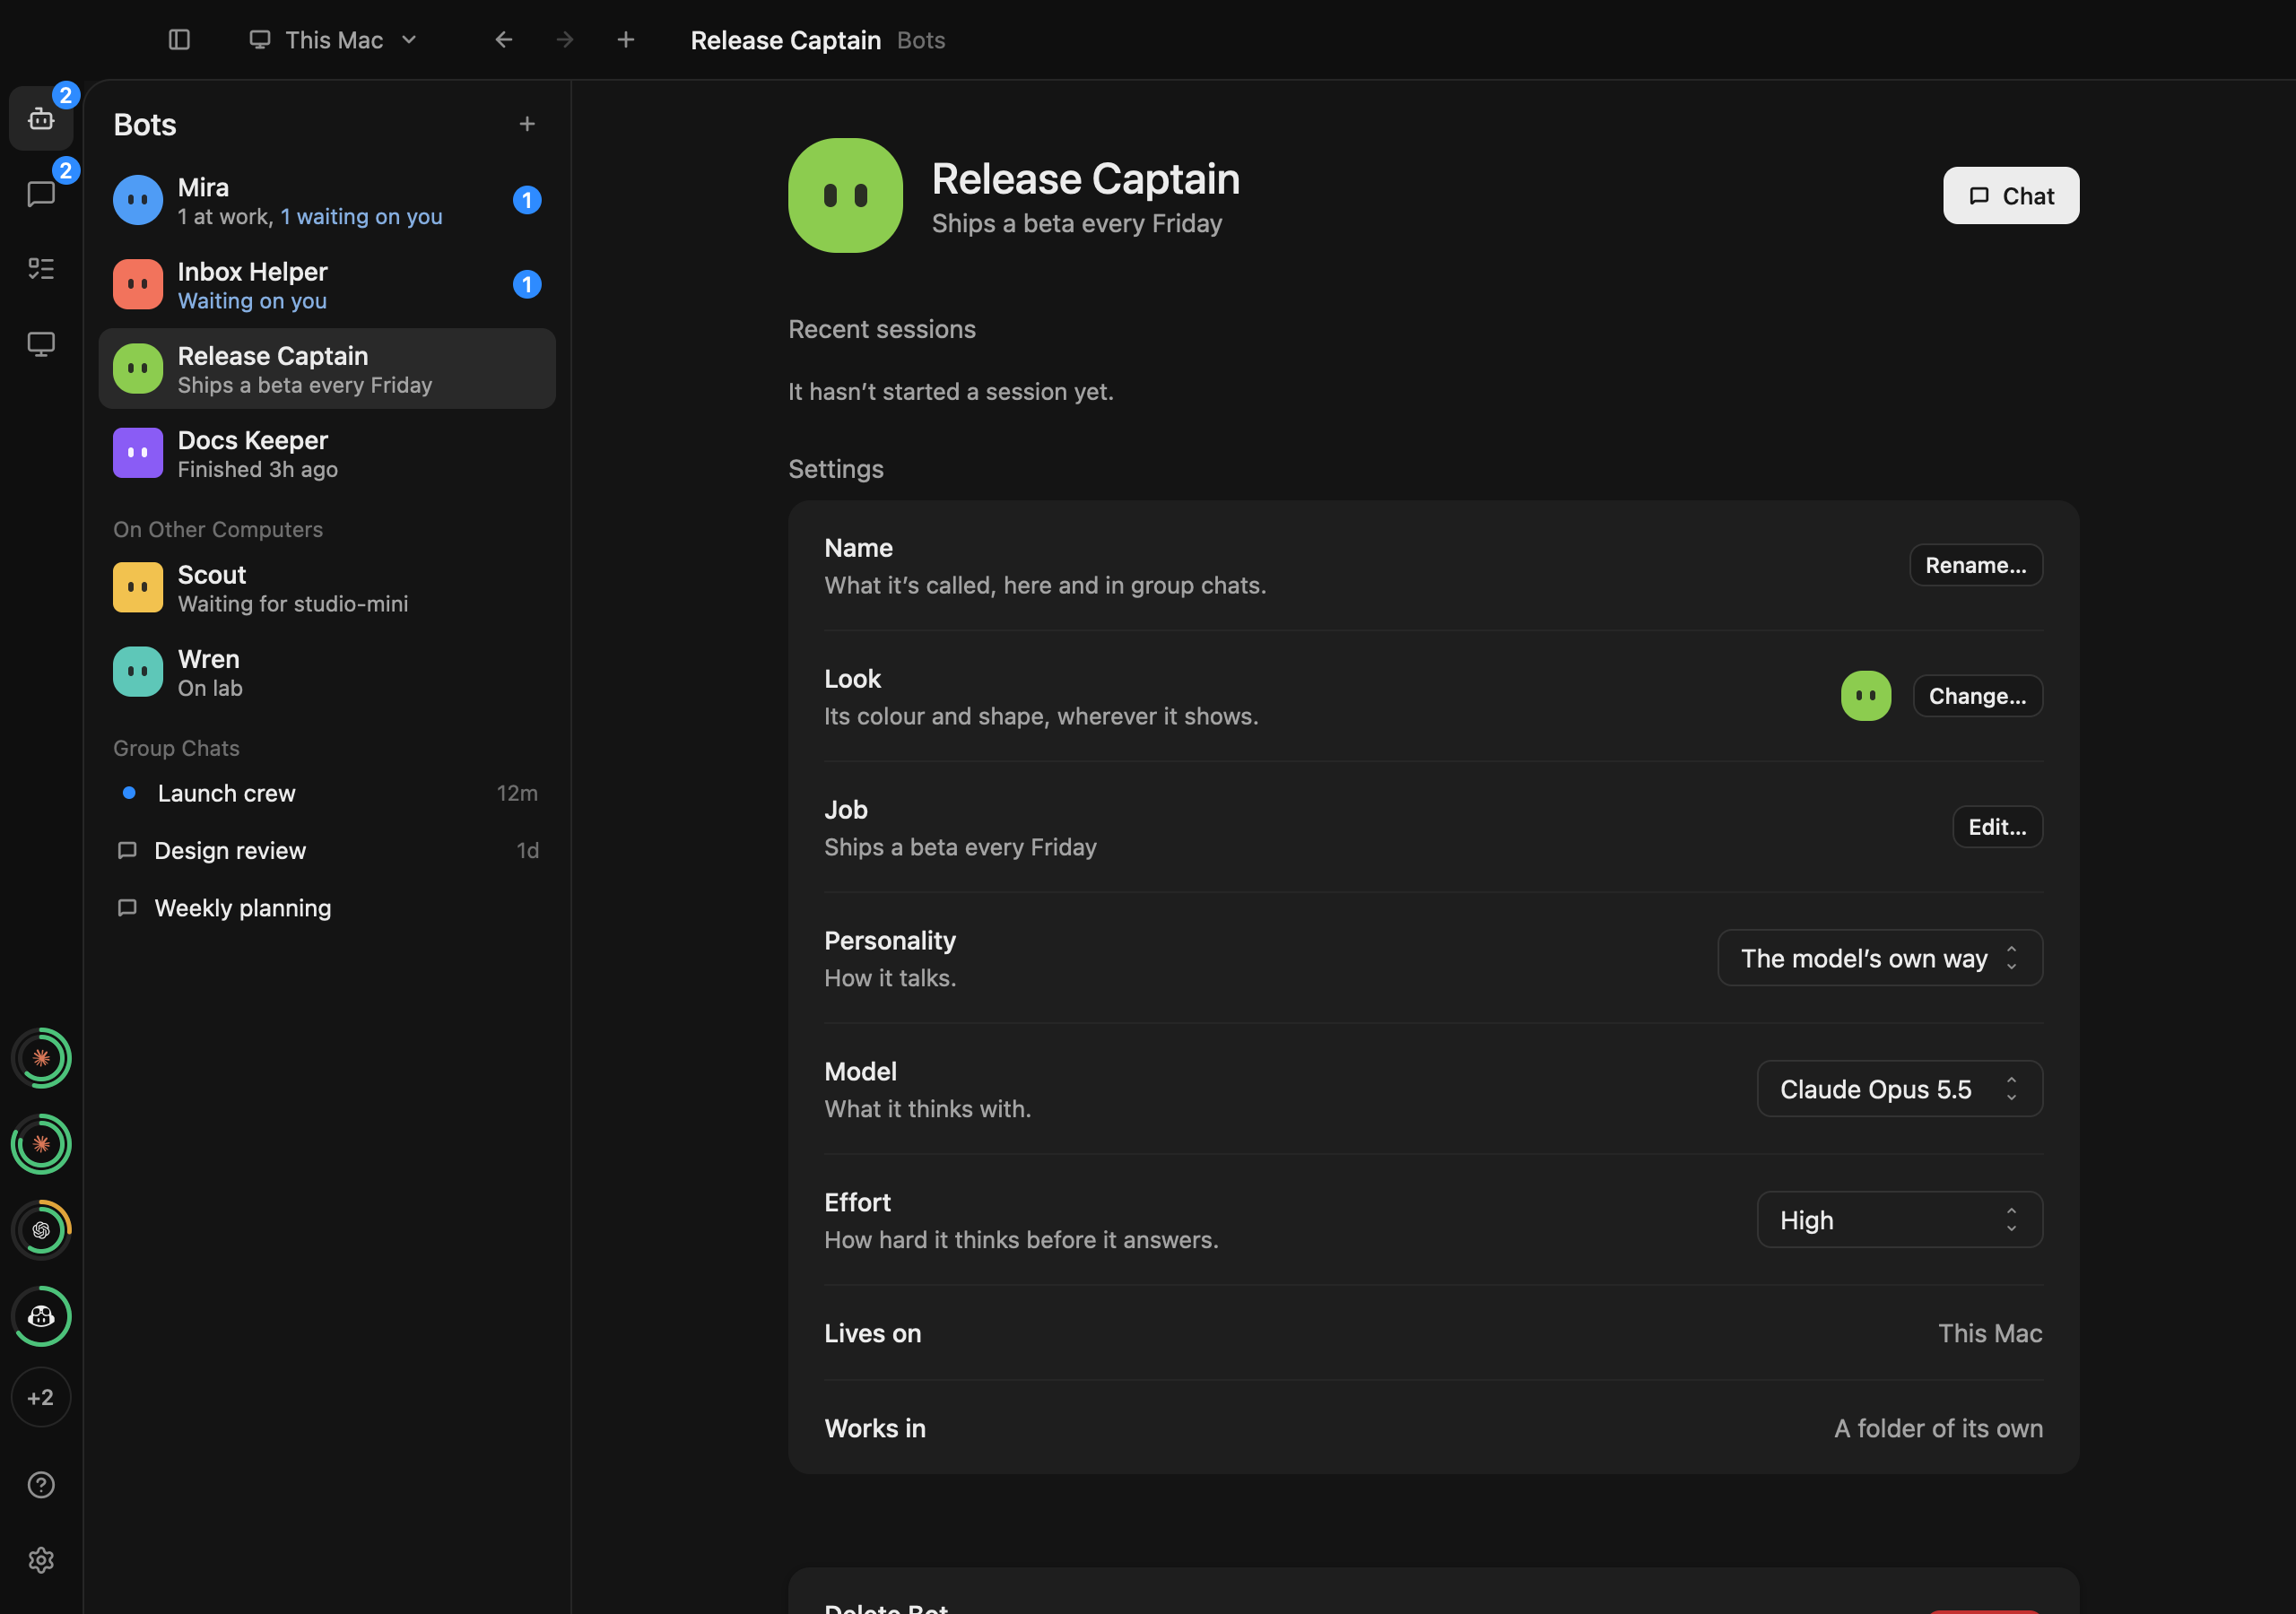 This Mac
Release Captain Bots
2
2
Bots
Mira
1 at work, 1 waiting on you
1
Inbox Helper
Waiting on you
1
Release Captain
Ships a beta every Friday
Docs Keeper
Finished 3h ago
On Other Computers
Scout
Waiting for studio-mini
Wren
On lab
Group Chats
Launch crew 12m
Design review 1d
Weekly planning
+2
Release Captain
Ships a beta every Friday
Chat
Recent sessions
It hasn’t started a session yet.
Settings
Name
What it’s called, here and in group chats.
Rename...
Look
Its colour and shape, wherever it shows.
Change...
Job
Ships a beta every Friday
Edit...
Personality
How it talks.
The model’s own way
Model
What it thinks with.
Claude Opus 5.5
Effort
How hard it thinks before it answers.
High
Lives on
This Mac
Works in
A folder of its own
Delete Bot